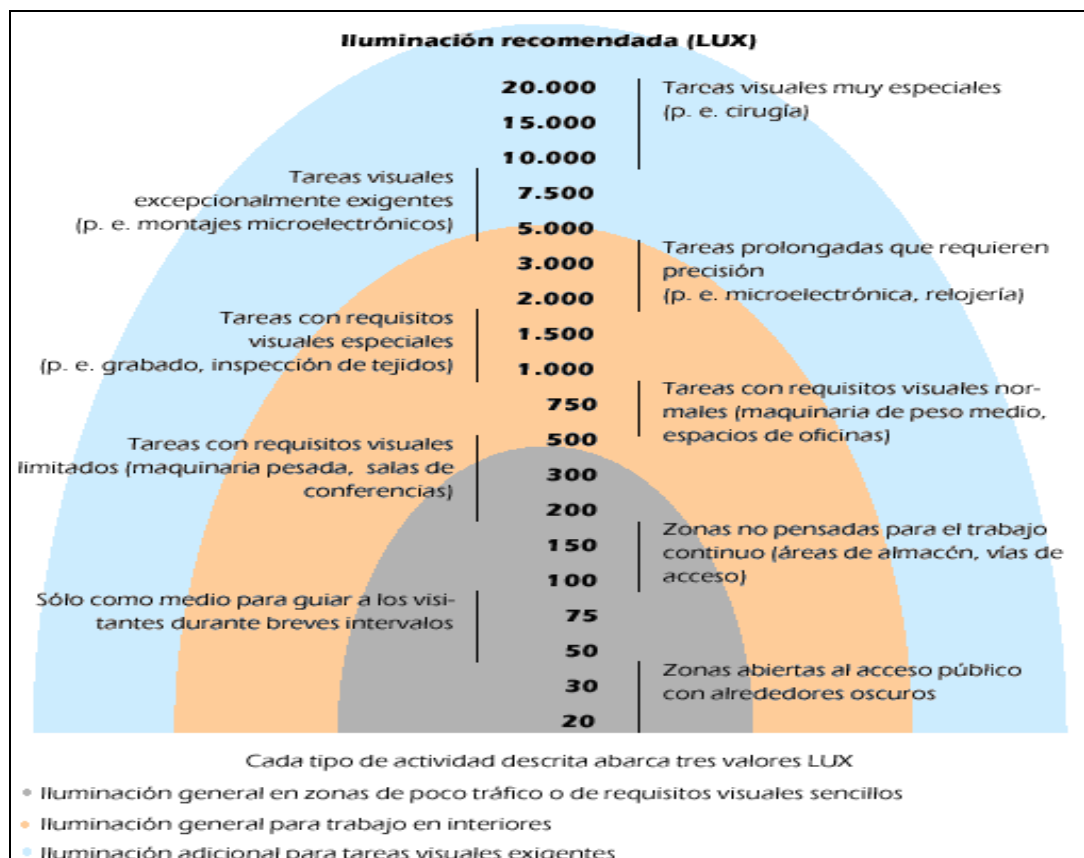 Iluminación recomendada (LUX)
20.000
Tareas visuales muy especiales
(p. e. cirugía)
15.000
10.000
Tareas visuales
excepcionalmente exigentes
(p. e. montajes microelectrónicos)
7.500
5.000
Tareas prolongadas que requieren
precisión
(p. e. microelectrónica, relojería)
3.000
2.000
Tareas con requisitos
visuales especiales
(p. e. grabado, inspección de tejidos)
1.500
1.000
Tareas con requisitos visuales nor-
males (maquinaria de peso medio,
espacios de oficinas)
750
500
Tareas con requisitos visuales
limitados (maquinaria pesada, salas de
conferencias)
300
200
Zonas no pensadas para el trabajo
continuo (áreas de almacén, vías de
acceso)
150
100
Sólo como medio para guiar a los visi-
tantes durante breves intervalos
75
50
Zonas abiertas al acceso público
con alrededores oscuros
30
20
Cada tipo de actividad descrita abarca tres valores LUX
Iluminación general en zonas de poco tráfico o de requisitos visuales sencillos
Iluminación general para trabajo en interiores
Iluminación adicional para tareas visuales exigentes